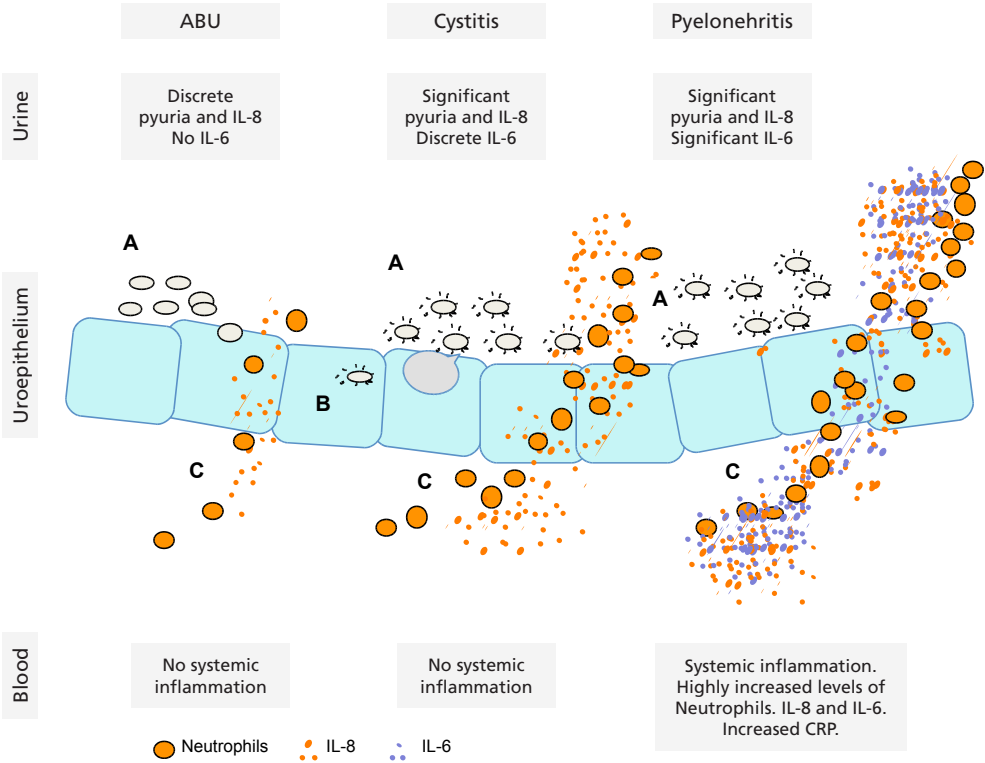 ABU
Cystitis
Pyelonehritis
Urine
Discrete
pyuria and IL-8
No IL-6
Significant
pyuria and IL-8
Discrete IL-6
Significant
pyuria and IL-8
Significant IL-6
Uroepithelium
A
A
A
B
C
C
C
Blood
No systemic
inflammation
No systemic
inflammation
Systemic inflammation.
Highly increased levels of
Neutrophils. IL-8 and IL-6.
Increased CRP.
Neutrophils
IL-8
IL-6